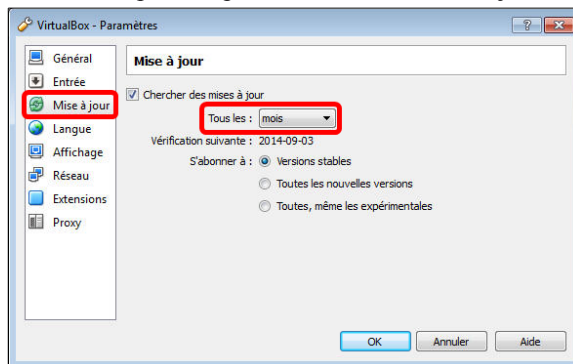 VirtualBox - Paramètres
Général
Entrée
Mise à jour
Langue
Affichage
Réseau
Extensions
Proxy
Mise à jour
Chercher des mises à jour
Tous les : mois
Vérification suivante : 2014-09-03
S'abonner à : Versions stables
Toutes les nouvelles versions
Toutes, même les expérimentales
OK Annuler Aide